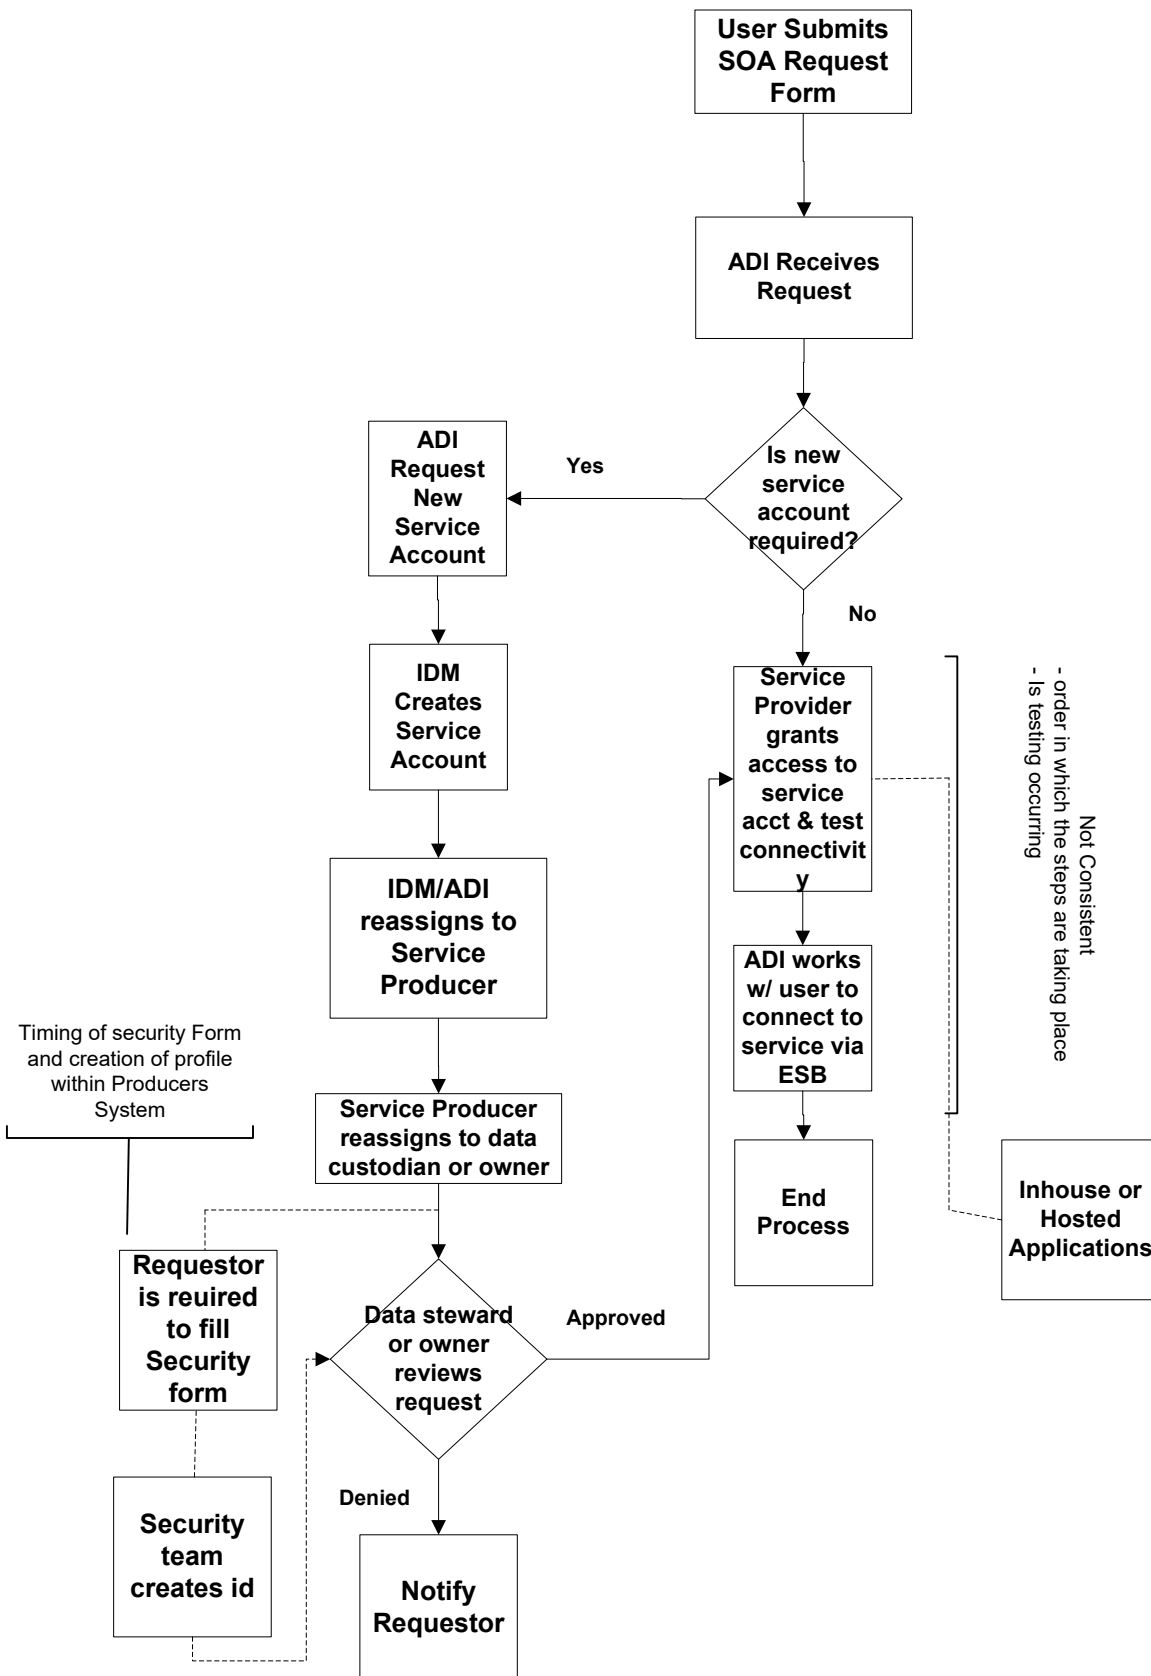 User Submits
SOA Request
Form
ADI Receives
Request
Is new
service
account
required?
Yes
No
ADI
Request
New
Service
Account
IDM
Creates
Service
Account
IDM/ADI
reassigns to
Service
Producer
Service Producer
reassigns to data
custodian or owner
Timing of security Form
and creation of profile
within Producers
System
Requestor
is reuired
to fill
Security
form
Security
team
creates id
Data steward
or owner
reviews
request
Approved
Denied
Notify
Requestor
Service
Provider
grants
access to
service
acct & test
connectivit
y
ADI works
w/ user to
connect to
service via
ESB
End
Process
Not Consistent
- order in which the steps are taking place
- Is testing occurring
Inhouse or
Hosted
Applications